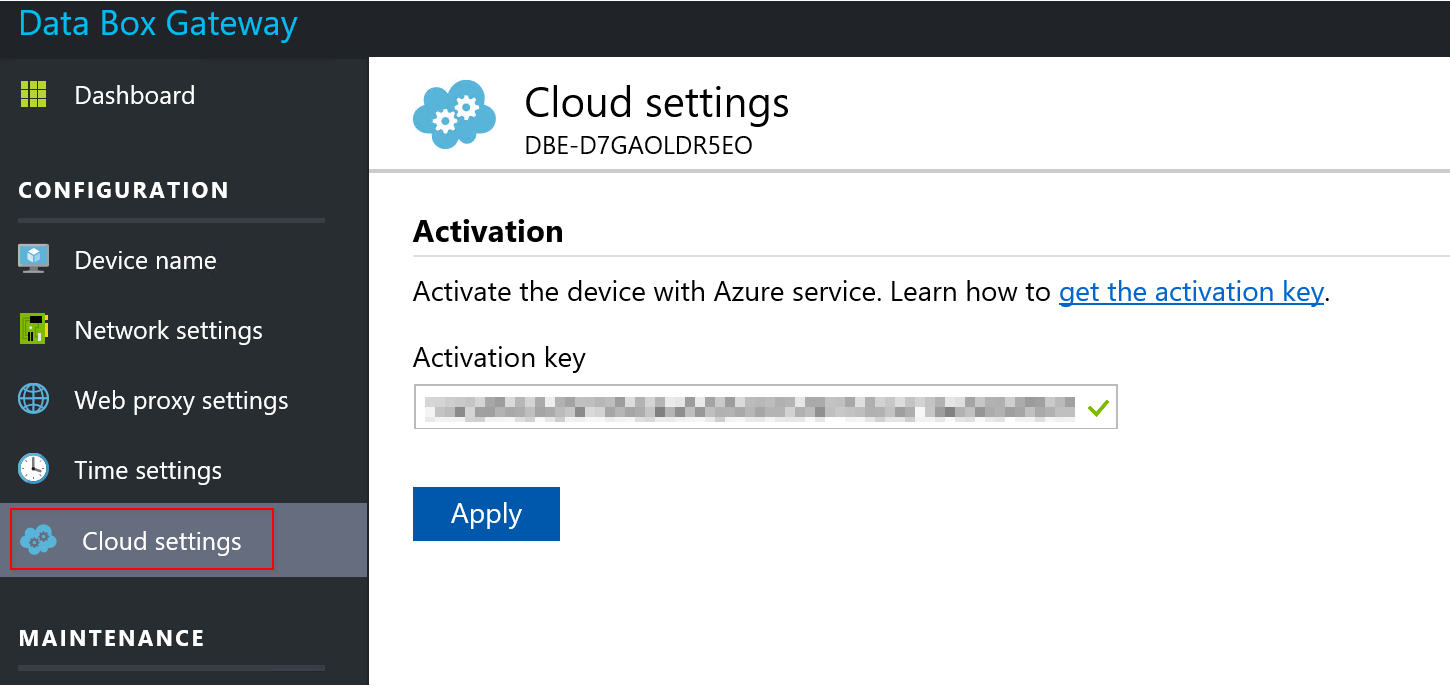 Data Box Gateway
Dashboard
CONFIGURATION
Device name
Network settings
Web proxy settings
Time settings
Cloud settings
MAINTENANCE
Cloud settings
DBE-D7GAOLDR5EO
Activation
Activate the device with Azure service. Learn how to get the activation key.
Activation key
Apply